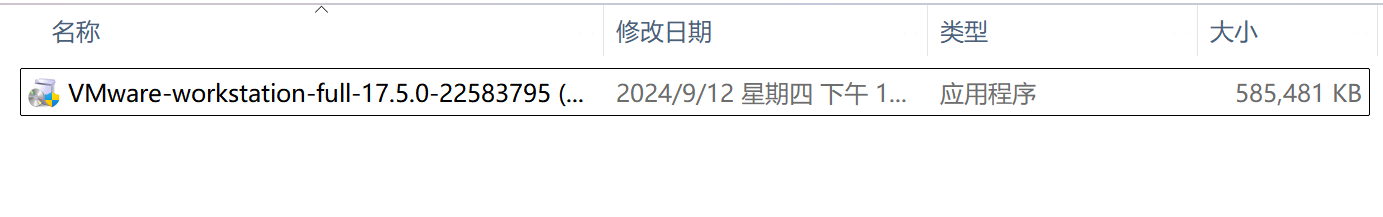 名称 修改日期 类型 大小
VMware-workstation-full-17.5.0-22583795 (... 2024/9/12 星期四 下午 1... 应用程序 585,481 KB